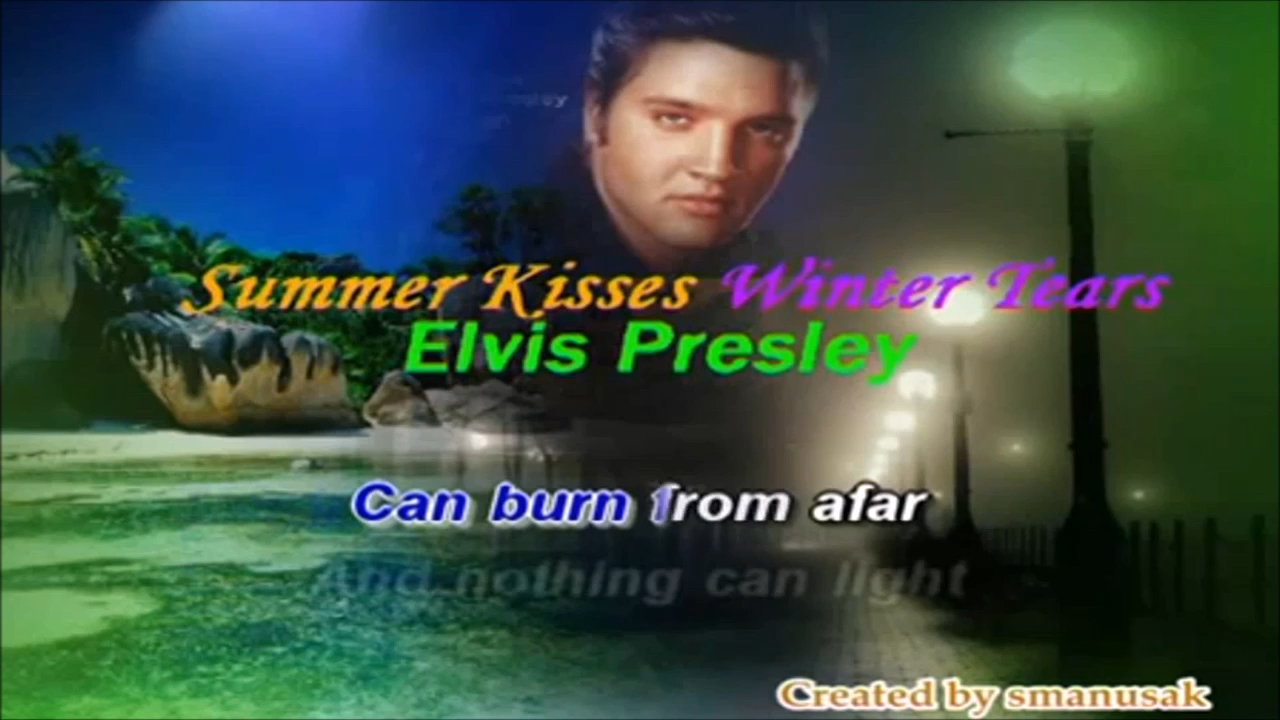 Summer Kisses Winter Tears
Elvis Presley
Can burn from afar
And nothing can light
Created by smanusak